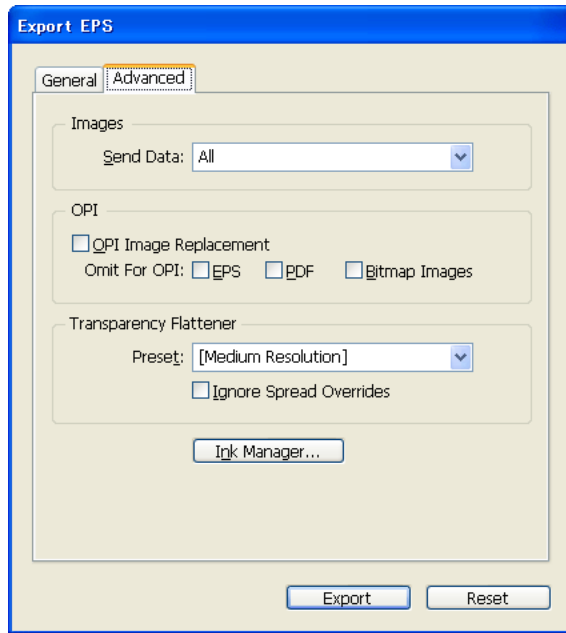 Export EPS
General Advanced
Images
Send Data: All
OPI
OPI Image Replacement
Omit For OPI: EPS PDF Bitmap Images
Transparency Flattener
Preset: [Medium Resolution]
Ignore Spread Overrides
Ink Manager...
Export Reset